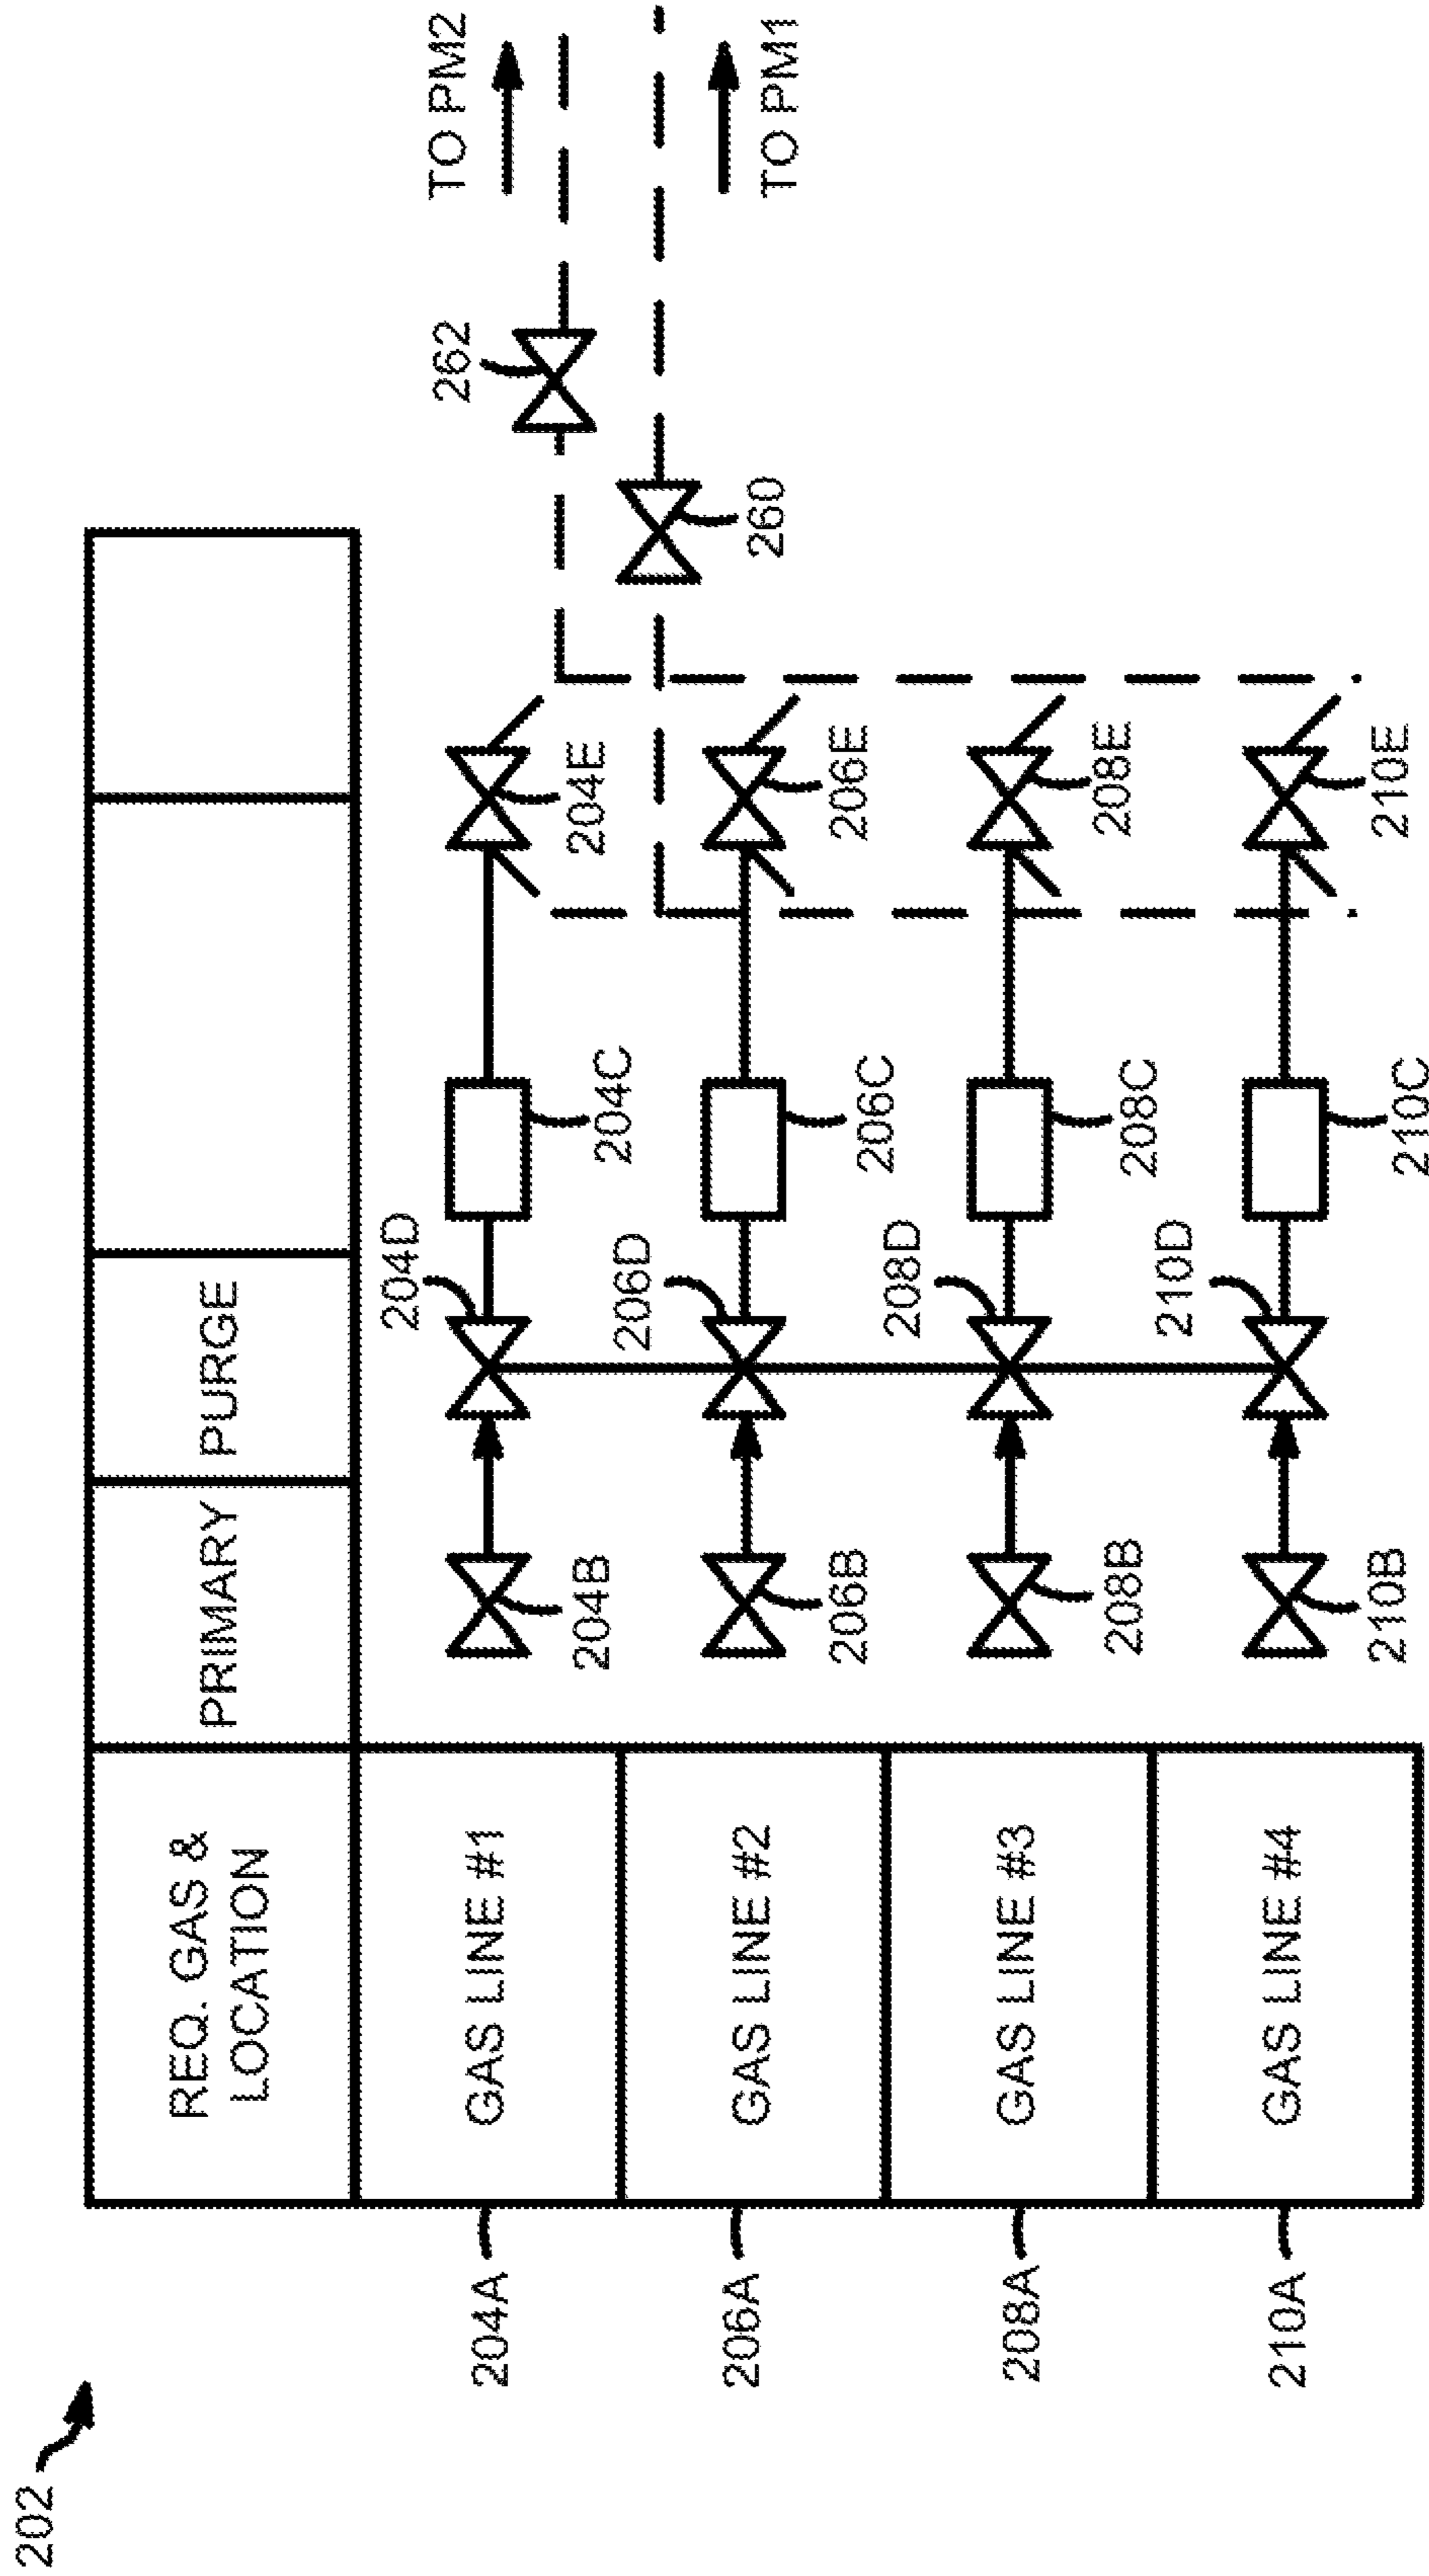 202
REQ. GAS &
LOCATION
PRIMARY
PURGE
204A
GAS LINE #1
204B
204D
204C
204E
206A
GAS LINE #2
206B
206D
206C
206E
208A
GAS LINE #3
208B
208D
208C
208E
210A
GAS LINE #4
210B
210D
210C
210E
262
260
TO PM2
TO PM1